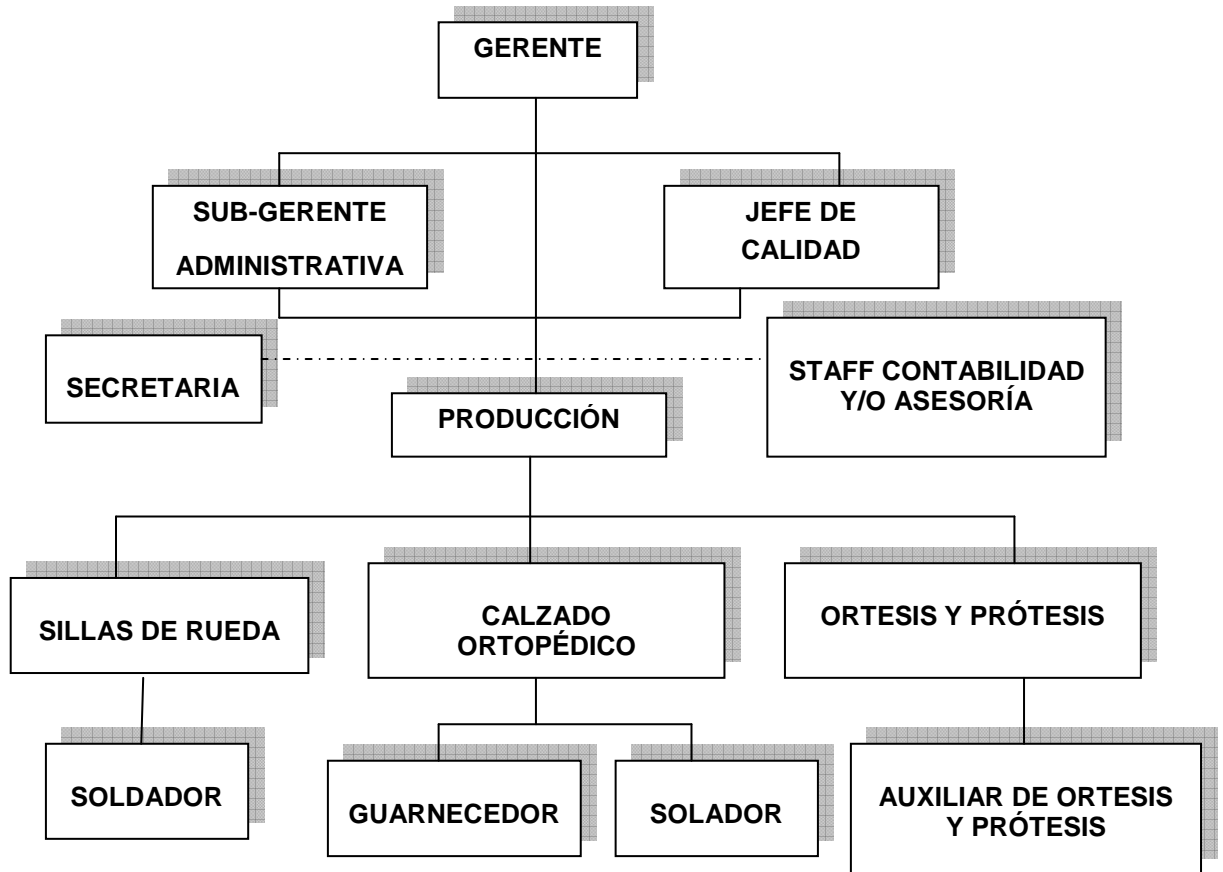 GERENTE
SUB-GERENTE
ADMINISTRATIVA
JEFE DE
CALIDAD
SECRETARIA
STAFF CONTABILIDAD
Y/O ASESORÍA
PRODUCCIÓN
SILLAS DE RUEDA
CALZADO
ORTOPÉDICO
ORTESIS Y PRÓTESIS
SOLDADOR
GUARNECEDOR
SOLADOR
AUXILIAR DE ORTESIS
Y PRÓTESIS